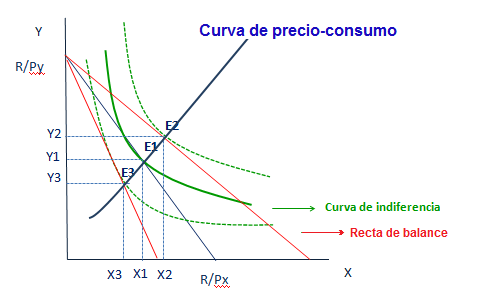 Curva de precio-consumo
Y
R/Py
Y2
Y1
Y3
E2
E1
E3
Curva de indiferencia
Recta de balance
X3
X1
X2
R/Px
X